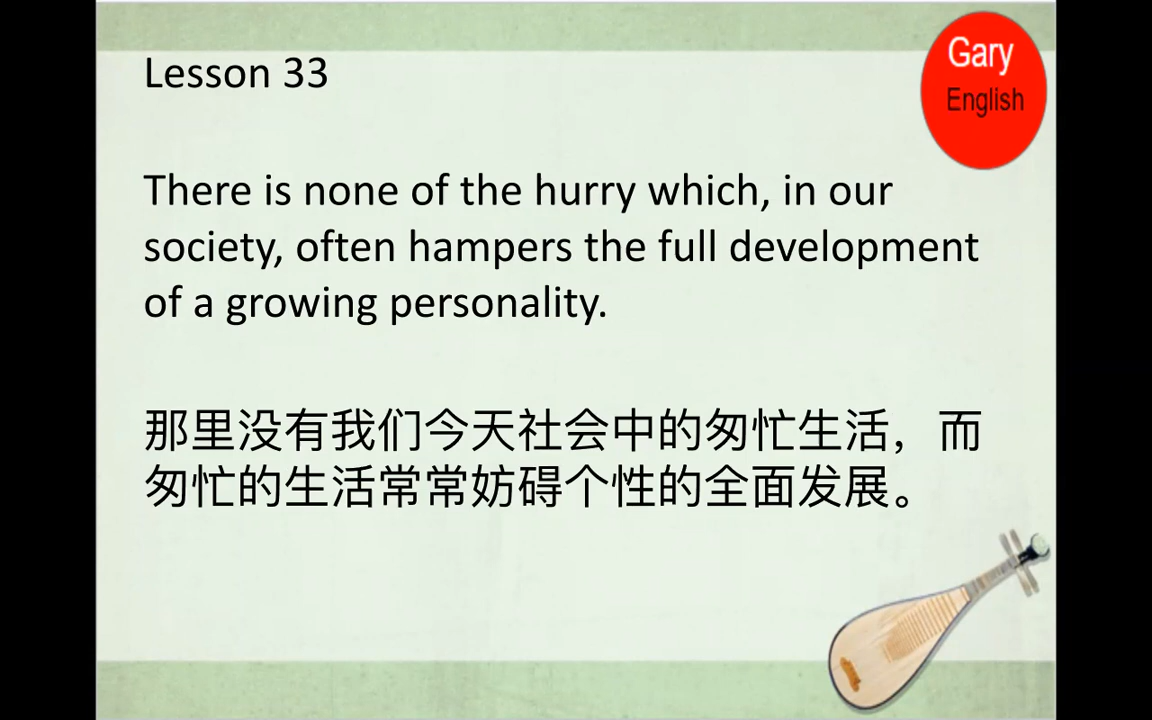 Lesson 33
Gary
English
There is none of the hurry which, in our
society, often hampers the full development
of a growing personality.
那里没有我们今天社会中的匆忙生活，而
匆忙的生活常常妨碍个性的全面发展。